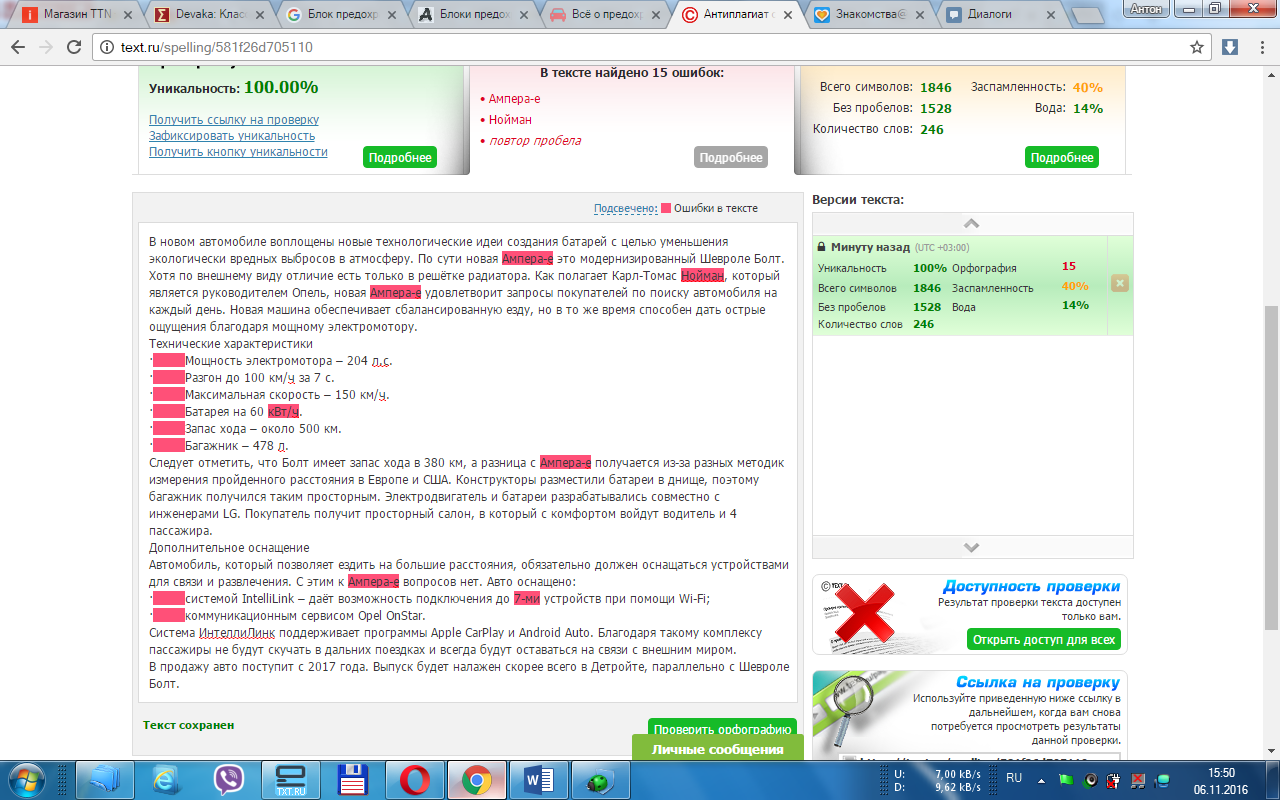 Магазин TTN
Devaka: Клас
Блок предохр
Блоки предох
Всё о предохр
Антиплагиат
Знакомства@
Диалоги
Антон
text.ru/spelling/581f26d705110
Уникальность: 100.00%
Получить ссылку на проверку
Зафиксировать уникальность
Получить кнопку уникальности
Подробнее
В тексте найдено 15 ошибок:
• Ампера-е
• Нойман
• повтор пробела
Подробнее
Всего символов: 1846 Заспамленность: 40%
Без пробелов: 1528 Вода: 14%
Количество слов: 246
Подробнее
Подсвечено: Ошибки в тексте
В новом автомобиле воплощены новые технологические идеи создания батарей с целью уменьшения
экологически вредных выбросов в атмосферу. По сути новая Ампера-е это модернизированный Шевроле Болт.
Хотя по внешнему виду отличие есть только в решётке радиатора. Как полагает Карл-Томас Нойман, который
является руководителем Опель, новая Ампера-е удовлетворит запросы покупателей по поиску автомобиля на
каждый день. Новая машина обеспечивает сбалансированную езду, но в то же время способен дать острые
ощущения благодаря мощному электромотору.
Технические характеристики
· Мощность электромотора – 204 л.с.
· Разгон до 100 км/ч за 7 с.
· Максимальная скорость – 150 км/ч.
· Батарея на 60 кВт/ч.
· Запас хода – около 500 км.
· Багажник – 478 л.
Следует отметить, что Болт имеет запас хода в 380 км, а разница с Ампера-е получается из-за разных методик
измерения пройденного расстояния в Европе и США. Конструкторы разместили батареи в днище, поэтому
багажник получился таким просторным. Электродвигатель и батареи разрабатывались совместно с
инженерами LG. Покупатель получит просторный салон, в который с комфортом войдут водитель и 4
пассажира.
Дополнительное оснащение
Автомобиль, который позволяет ездить на большие расстояния, обязательно должен оснащаться устройствами
для связи и развлечения. С этим к Ампера-е вопросов нет. Авто оснащено:
· системой IntelliLink – даёт возможность подключения до 7-ми устройств при помощи Wi-Fi;
· коммуникационным сервисом Opel OnStar.
Система ИнтеллиЛинк поддерживает программы Apple CarPlay и Android Auto. Благодаря такому комплексу
пассажиры не будут скучать в дальних поездках и всегда будут оставаться на связи с внешним миром.
В продажу авто поступит с 2017 года. Выпуск будет налажен скорее всего в Детройте, параллельно с Шевроле
Болт.
Текст сохранен
Проверить орфографию
Личные сообщения
Версии текста:
Минуту назад (UTC +03:00)
Уникальность 100% Орфография 15
Всего символов 1846 Заспамленность 40%
Без пробелов 1528 Вода 14%
Количество слов 246
Доступность проверки
Результат проверки текста доступен
только вам.
Открыть доступ для всех
Ссылка на проверку
Используйте приведенную ниже ссылку в
дальнейшем, когда вам снова
потребуется просмотреть результаты
данной проверки.
TXT.RU
U: 7,00 kB/s
D: 9,62 kB/s
RU
15:50
06.11.2016